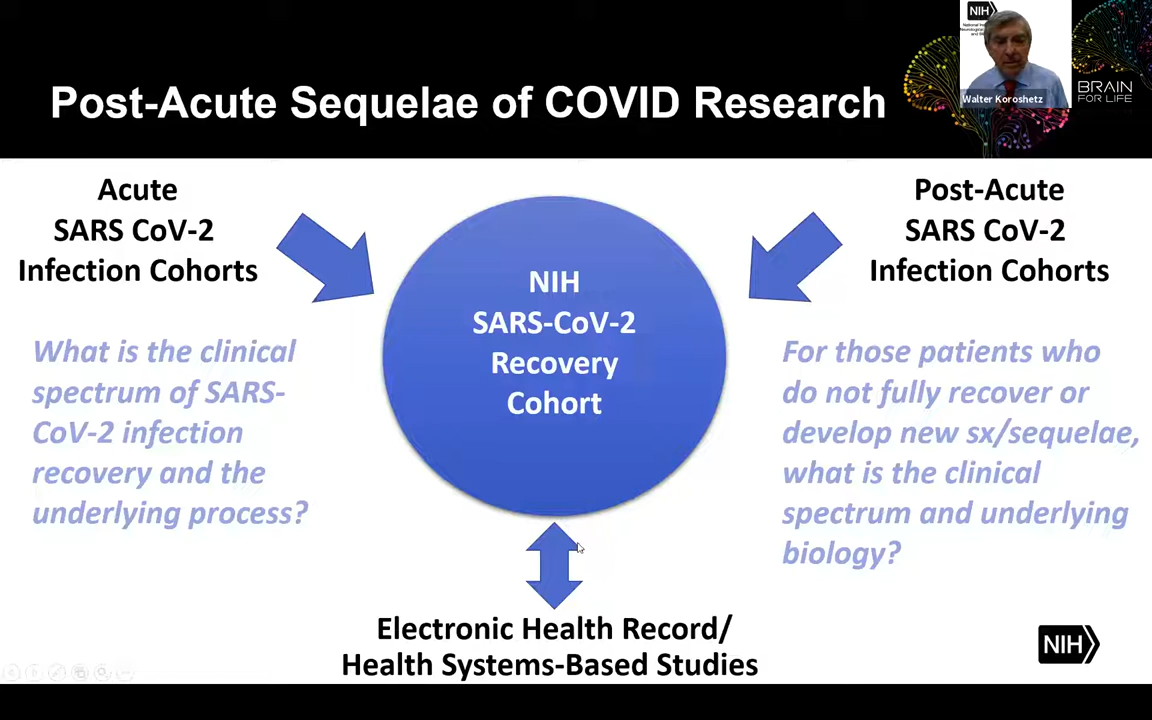 NIH
Walter Koroshetz
BRAIN
FOR LIFE
Post-Acute Sequelae of COVID Research
Acute
SARS CoV-2
Infection Cohorts
What is the clinical
spectrum of SARS-
CoV-2 infection
recovery and the
underlying process?
NIH
SARS-CoV-2
Recovery
Cohort
Post-Acute
SARS CoV-2
Infection Cohorts
For those patients who
do not fully recover or
develop new sx/sequelae,
what is the clinical
spectrum and underlying
biology?
Electronic Health Record/
Health Systems-Based Studies
NIH